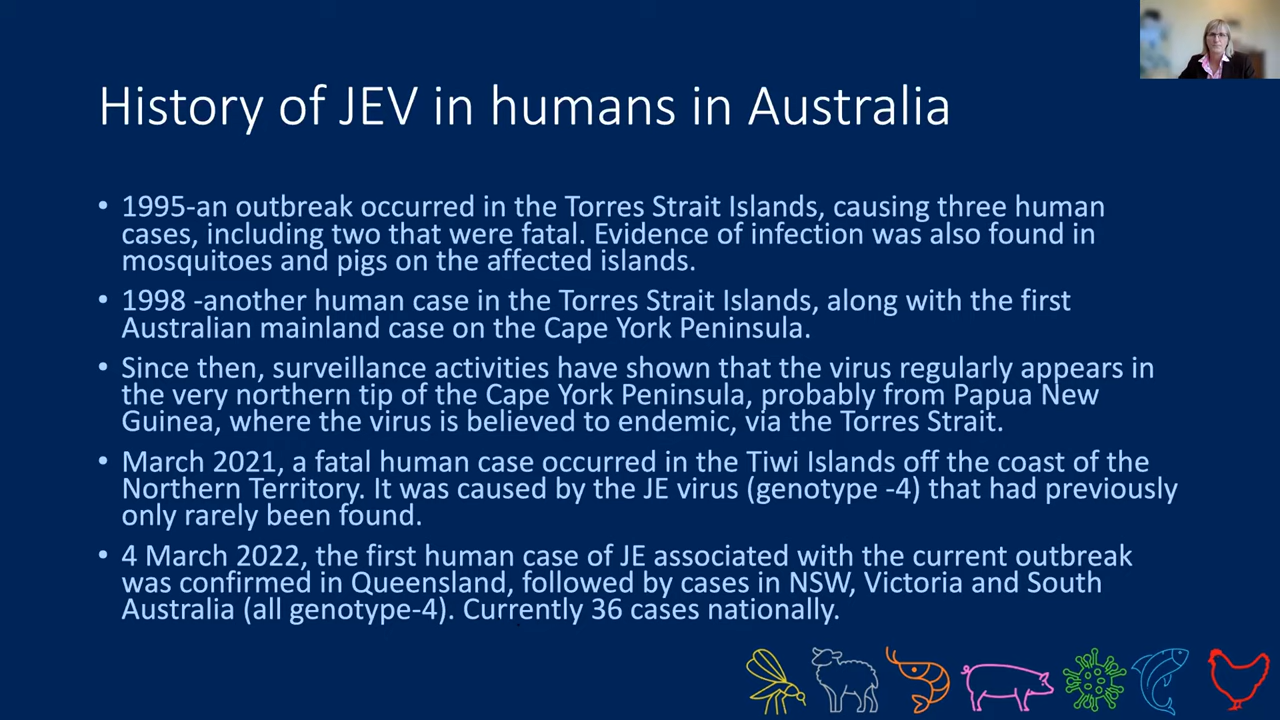 History of JEV in humans in Australia
• 1995-an outbreak occurred in the Torres Strait Islands, causing three human
cases, including two that were fatal. Evidence of infection was also found in
mosquitoes and pigs on the affected islands.
• 1998 -another human case in the Torres Strait Islands, along with the first
Australian mainland case on the Cape York Peninsula.
• Since then, surveillance activities have shown that the virus regularly appears in
the very northern tip of the Cape York Peninsula, probably from Papua New
Guinea, where the virus is believed to endemic, via the Torres Strait.
• March 2021, a fatal human case occurred in the Tiwi Islands off the coast of the
Northern Territory. It was caused by the JE virus (genotype -4) that had previously
only rarely been found.
• 4 March 2022, the first human case of JE associated with the current outbreak
was confirmed in Queensland, followed by cases in NSW, Victoria and South
Australia (all genotype-4). Currently 36 cases nationally.